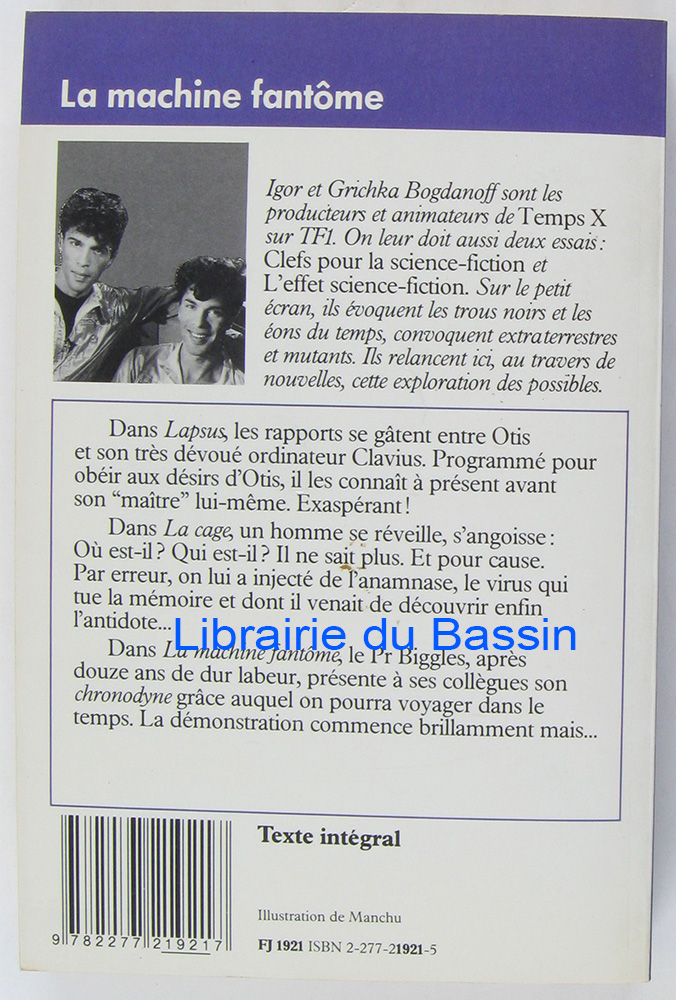 La machine fantôme
Igor et Grichka Bogdanoff sont les
producteurs et animateurs de Temps X
sur TF1. On leur doit aussi deux essais :
Clefs pour la science-fiction et
L'effet science-fiction. Sur le petit
écran, ils évoquent les trous noirs et les
éons du temps, convoquent extraterrestres
et mutants. Ils relancent ici, au travers de
nouvelles, cette exploration des possibles.
Dans Lapsus, les rapports se gâtent entre Otis
et son très dévoué ordinateur Clavius. Programmé pour
obéir aux désirs d'Otis, il les connaît à présent avant
son “maître” lui-même. Exaspérant !
Dans La cage, un homme se réveille, s'angoisse :
Où est-il ? Qui est-il ? Il ne sait plus. Et pour cause.
Par erreur, on lui a injecté de l'anamnase, le virus qui
tue la mémoire et dont il venait de découvrir enfin
l'antidote...
Librairie du Bassin
Dans La machine fantôme, le Pr Biggles, après
douze ans de dur labeur, présente à ses collègues son
chronodyne grâce auquel on pourra voyager dans le
temps. La démonstration commence brillamment mais...
Texte intégral
Illustration de Manchu
9 782277 219217
FJ 1921 ISBN 2-277-21921-5